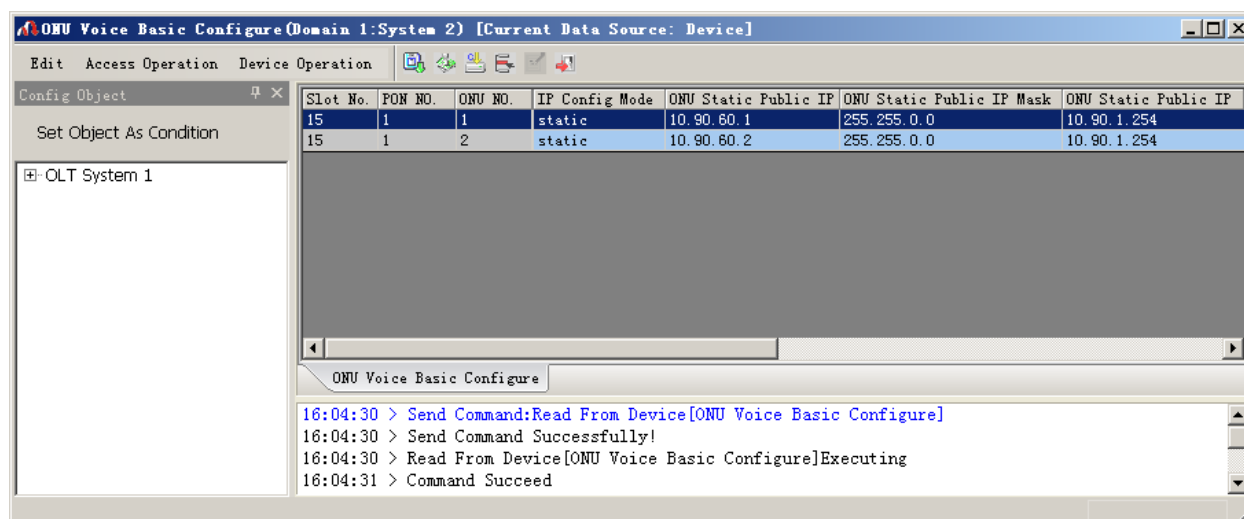 ONU Voice Basic Configure(Domain 1:System 2) [Current Data Source: Device]
Edit Access Operation Device Operation
Config Object
Set Object As Condition
OLT System 1
Slot No. PON NO. ONU NO. IP Config Mode ONU Static Public IP ONU Static Public IP Mask ONU Static Public IP
15 1 1 static 10.90.60.1 255.255.0.0 10.90.1.254
15 1 2 static 10.90.60.2 255.255.0.0 10.90.1.254
ONU Voice Basic Configure
16:04:30 > Send Command:Read From Device[ONU Voice Basic Configure]
16:04:30 > Send Command Successfully!
16:04:30 > Read From Device[ONU Voice Basic Configure]Executing
16:04:31 > Command Succeed